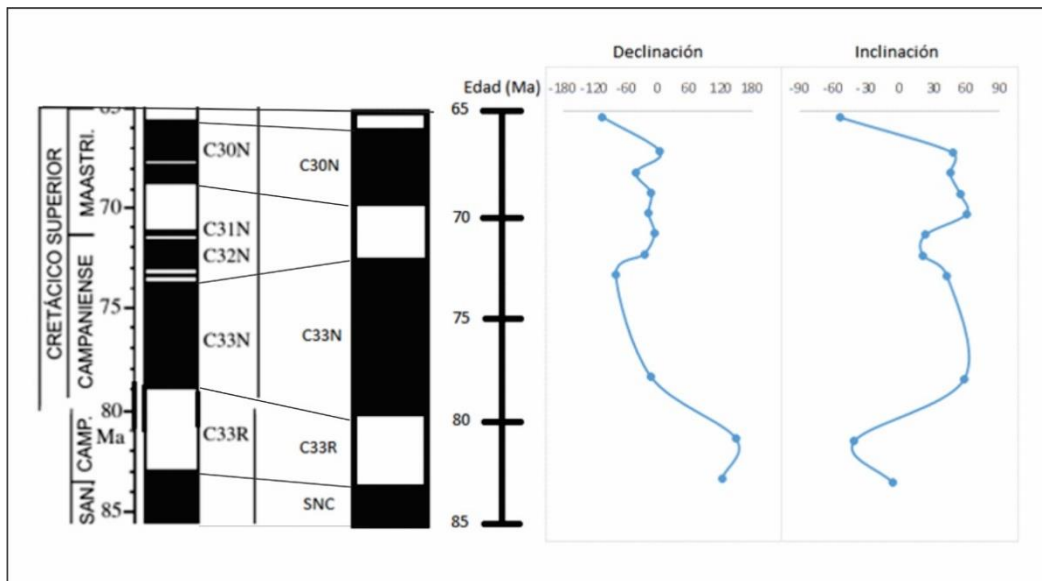 CRETÁCICO SUPERIOR
MAASTRI.
CAMPANIENSE
CAMP.
SAN.
65
70
75
80
Ma
85
C30N
C31N
C32N
C33N
C33R
C30N
C33N
C33R
SNC
Edad (Ma)
65
70
75
80
85
Declinación
-180 -120 -60 0 60 120 180
Inclinación
-90 -30 0 30 60 90